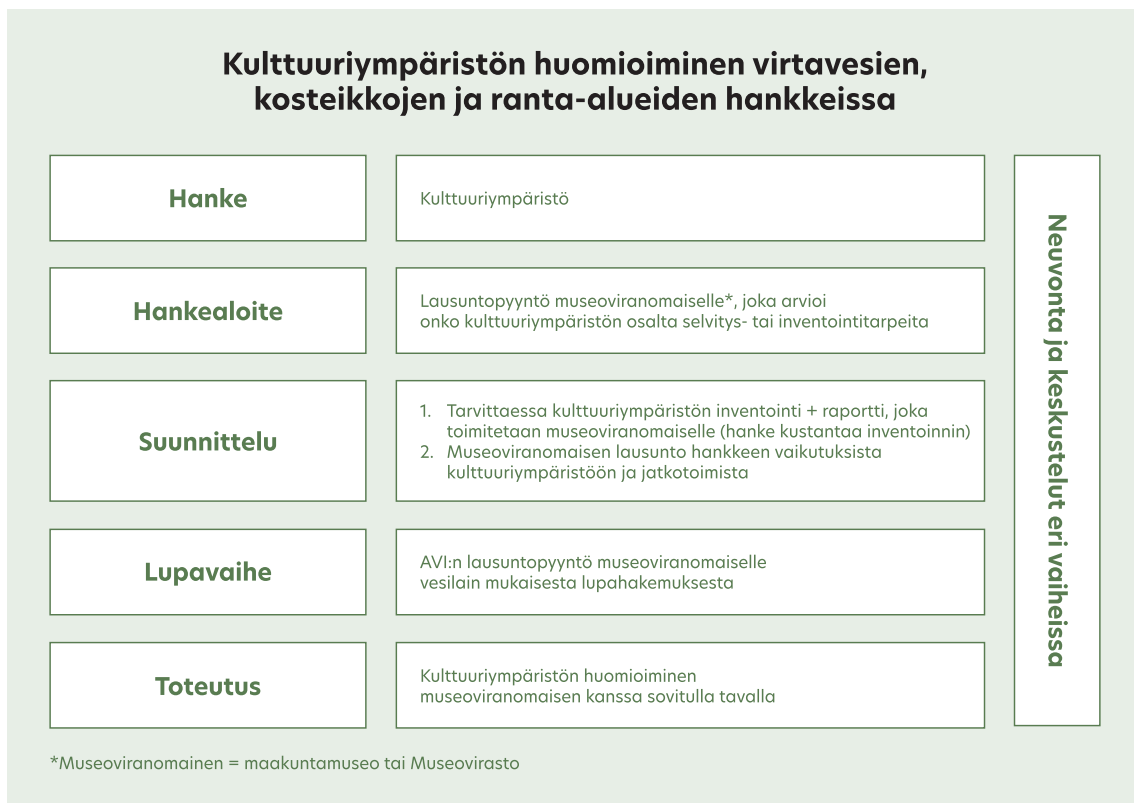 Kulttuuriympäristön huomioiminen virtavesien,
kosteikkojen ja ranta-alueiden hankkeissa
Hanke
Kulttuuriympäristö
Hankealoite
Lausuntopyyntö museoviranomaiselle*, joka arvioi
onko kulttuuriympäristön osalta selvitys- tai inventointitarpeita
Suunnittelu
1. Tarvittaessa kulttuuriympäristön inventointi + raportti, joka
toimitetaan museoviranomaiselle (hanke kustantaa inventoinnin)
2. Museoviranomaisen lausunto hankkeen vaikutuksista
kulttuuriympäristöön ja jatkotoimista
Lupavaihe
AVI:n lausuntopyyntö museoviranomaiselle
vesilain mukaisesta lupahakemuksesta
Toteutus
Kulttuuriympäristön huomioiminen
museoviranomaisen kanssa sovitulla tavalla
Neuvonta ja keskustelut eri vaiheissa
*Museoviranomainen = maakuntamuseo tai Museovirasto